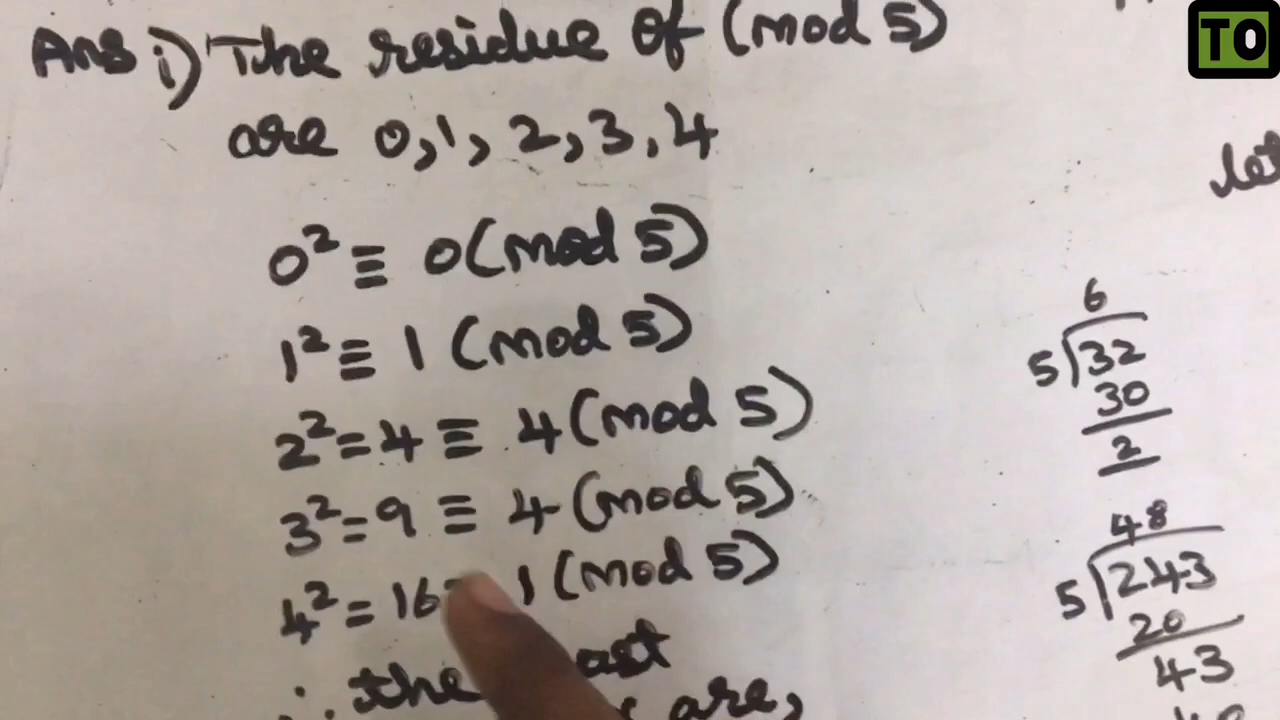 Ans i) The residue of (mod 5)
are 0, 1, 2, 3, 4
0² ≡ 0 (mod 5)
1² ≡ 1 (mod 5)
2² = 4 ≡ 4 (mod 5)
3² = 9 ≡ 4 (mod 5)
4² = 16 ≡ 1 (mod 5)
∴ the
are,
TO
let
6
5)32
30
2
48
5)243
20
43